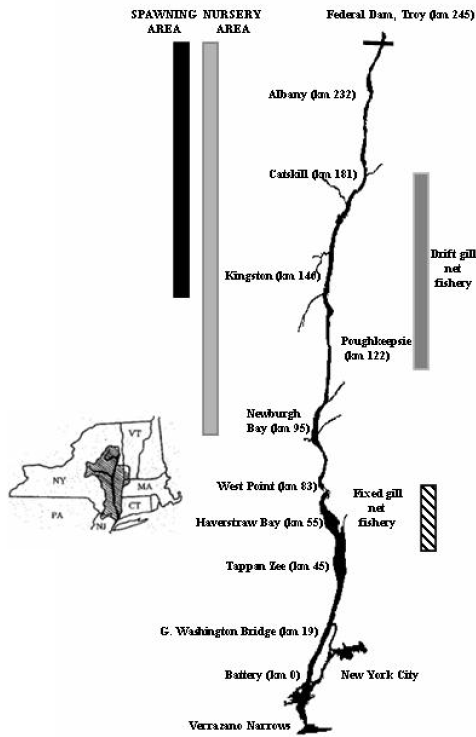 SPAWNING NURSERY
AREA AREA
Federal Dam, Troy (km 245)
Albany (km 232)
Catskill (km 181)
Drift gill
net
fishery
Kingston (km 146)
Poughkeepsie
(km 122)
Newburgh
Bay (km 95)
VT
NY
MA
CT
PA
NJ
West Point (km 83)
Fixed gill
net
fishery
Haverstraw Bay (km 55)
Tappan Zee (km 45)
G. Washington Bridge (km 19)
Battery (km 0)
New York City
Verrazano Narrows